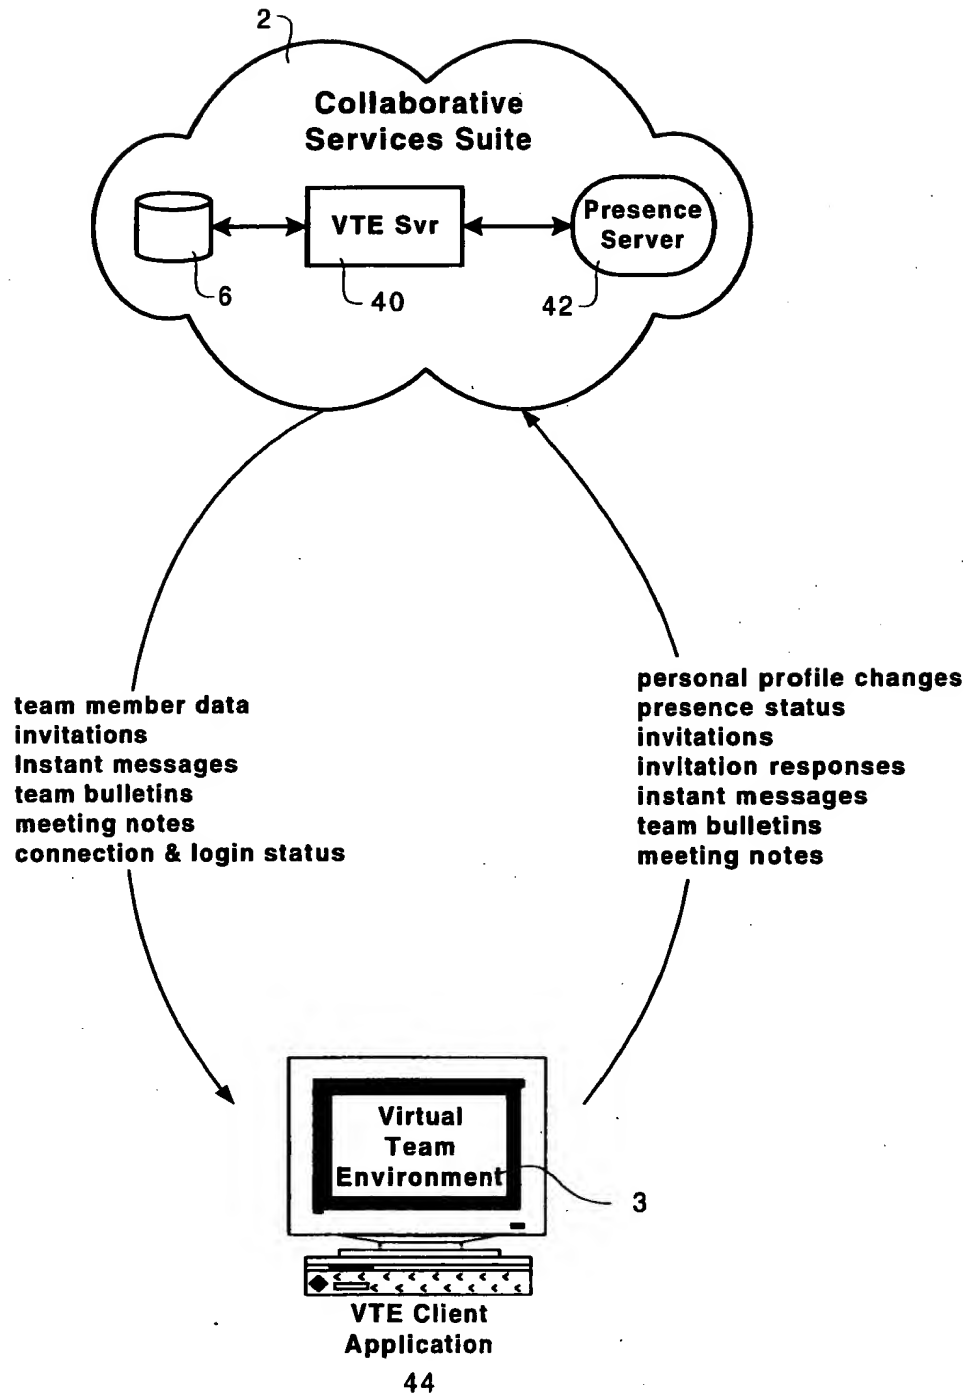 2
Collaborative
Services Suite
VTE Svr
Presence
Server
6
40
42
team member data
invitations
Instant messages
team bulletins
meeting notes
connection & login status
personal profile changes
presence status
invitations
invitation responses
instant messages
team bulletins
meeting notes
Virtual
Team
Environment
3
VTE Client
Application
44